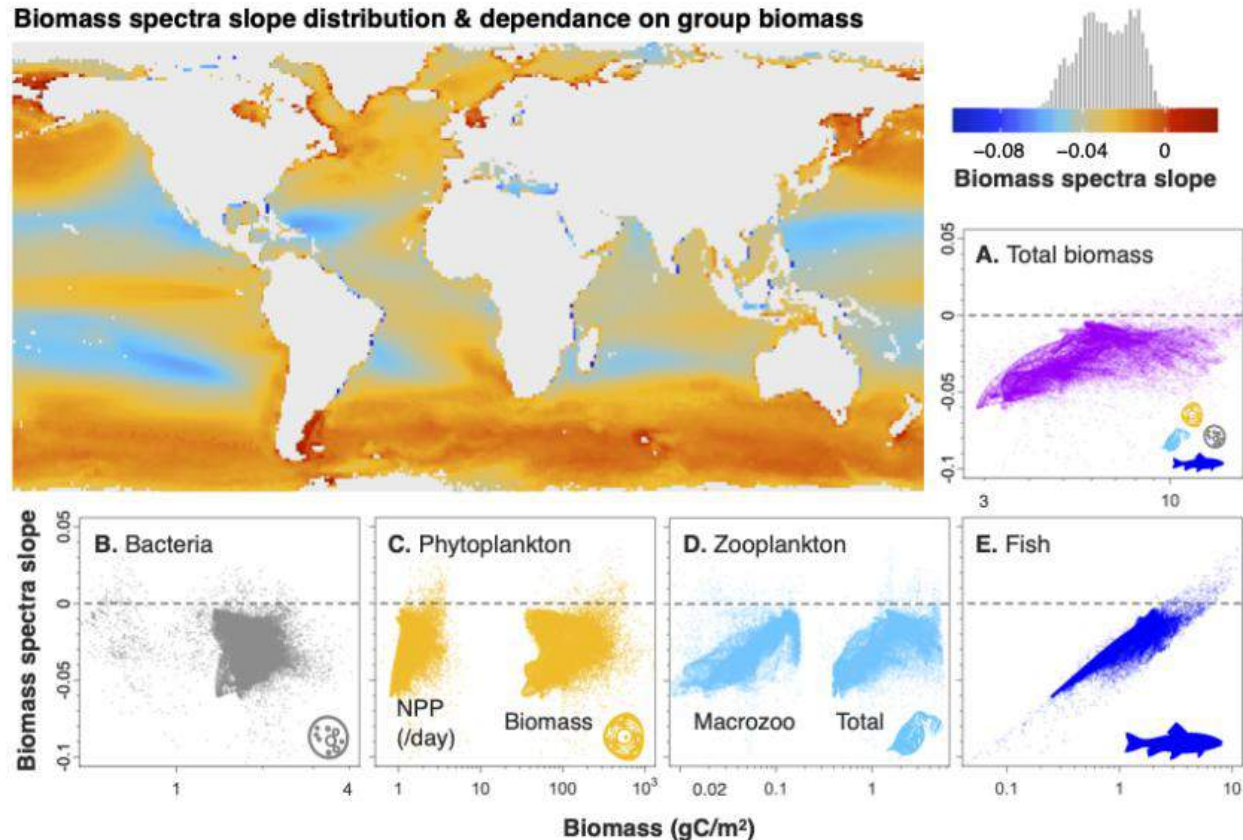 Biomass spectra slope distribution & dependance on group biomass
−0.08 −0.04 0
Biomass spectra slope
A. Total biomass
0.05
0
-0.05
-0.1
3 10
Biomass spectra slope
B. Bacteria
0.05
0
-0.05
-0.1
1 4
C. Phytoplankton
NPP
(/day)
Biomass
1 10 100 10³
D. Zooplankton
Macrozoo Total
0.02 0.1 1
E. Fish
0.1 1 10
Biomass (gC/m²)